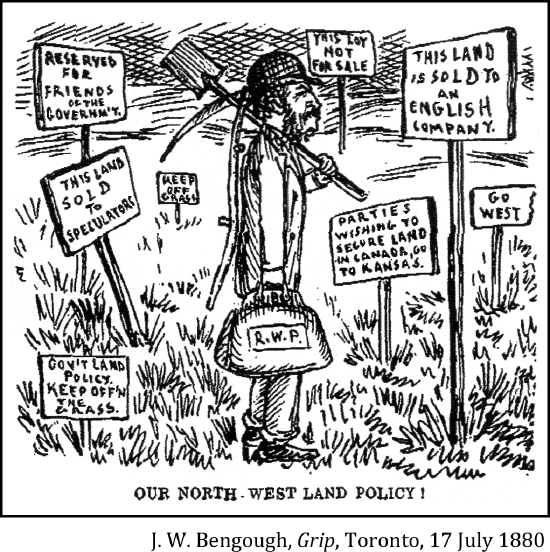 RESERVED
FOR
FRIENDS
OF THE
GOVERNM'T.
THIS LOT
NOT
FOR SALE
THIS LAND
IS SOLD TO
AN
ENGLISH
COMPANY.
THIS LAND
SOLD
TO
SPECULATORS
KEEP
OFF
GRASS
PARTIES
WISHING TO
SECURE LAND
IN CANADA, GO
TO KANSAS.
GO
WEST
R.W.P.
GOV'T LAND
POLICY.
KEEP OFF'N
THE
GRASS.
OUR NORTH-WEST LAND POLICY!
J. W. Bengough, Grip, Toronto, 17 July 1880